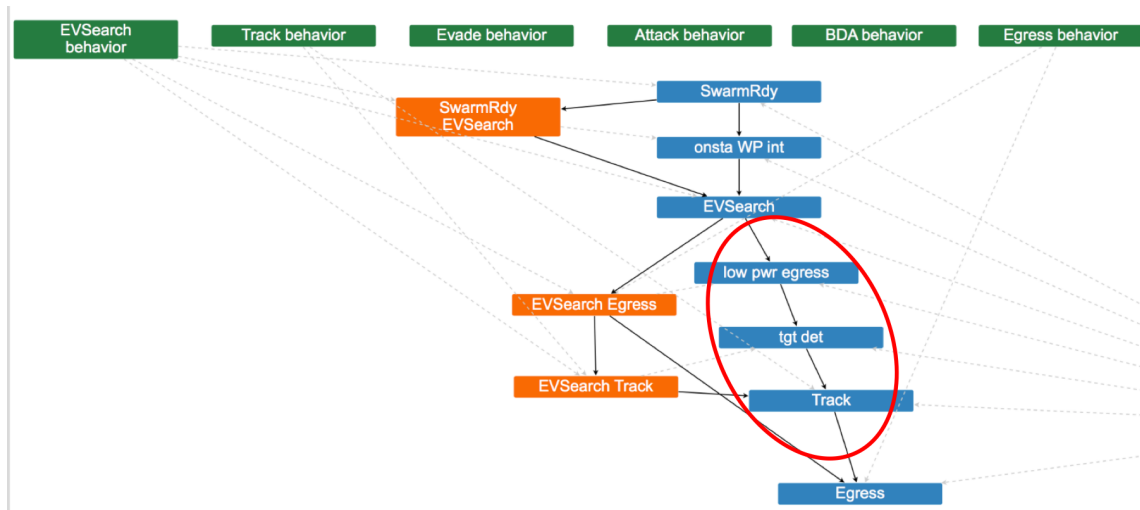 EVSearch
behavior
Track behavior
Evade behavior
Attack behavior
BDA behavior
Egress behavior
SwarmRdy
SwarmRdy
EVSearch
onsta WP int
EVSearch
low pwr egress
EVSearch Egress
tgt det
EVSearch Track
Track
Egress